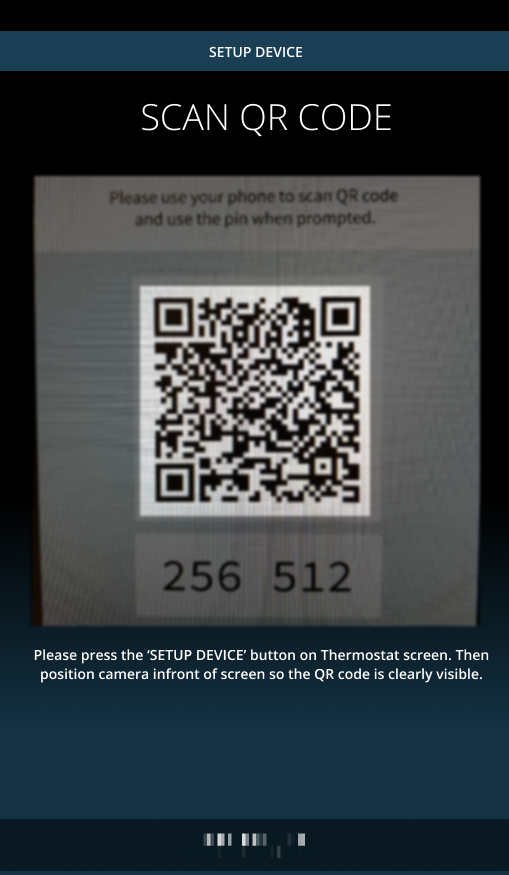 SETUP DEVICE
SCAN QR CODE
Please use your phone to scan QR code
and use the pin when prompted.
256 512
Please press the ‘SETUP DEVICE’ button on Thermostat screen. Then
position camera infront of screen so the QR code is clearly visible.